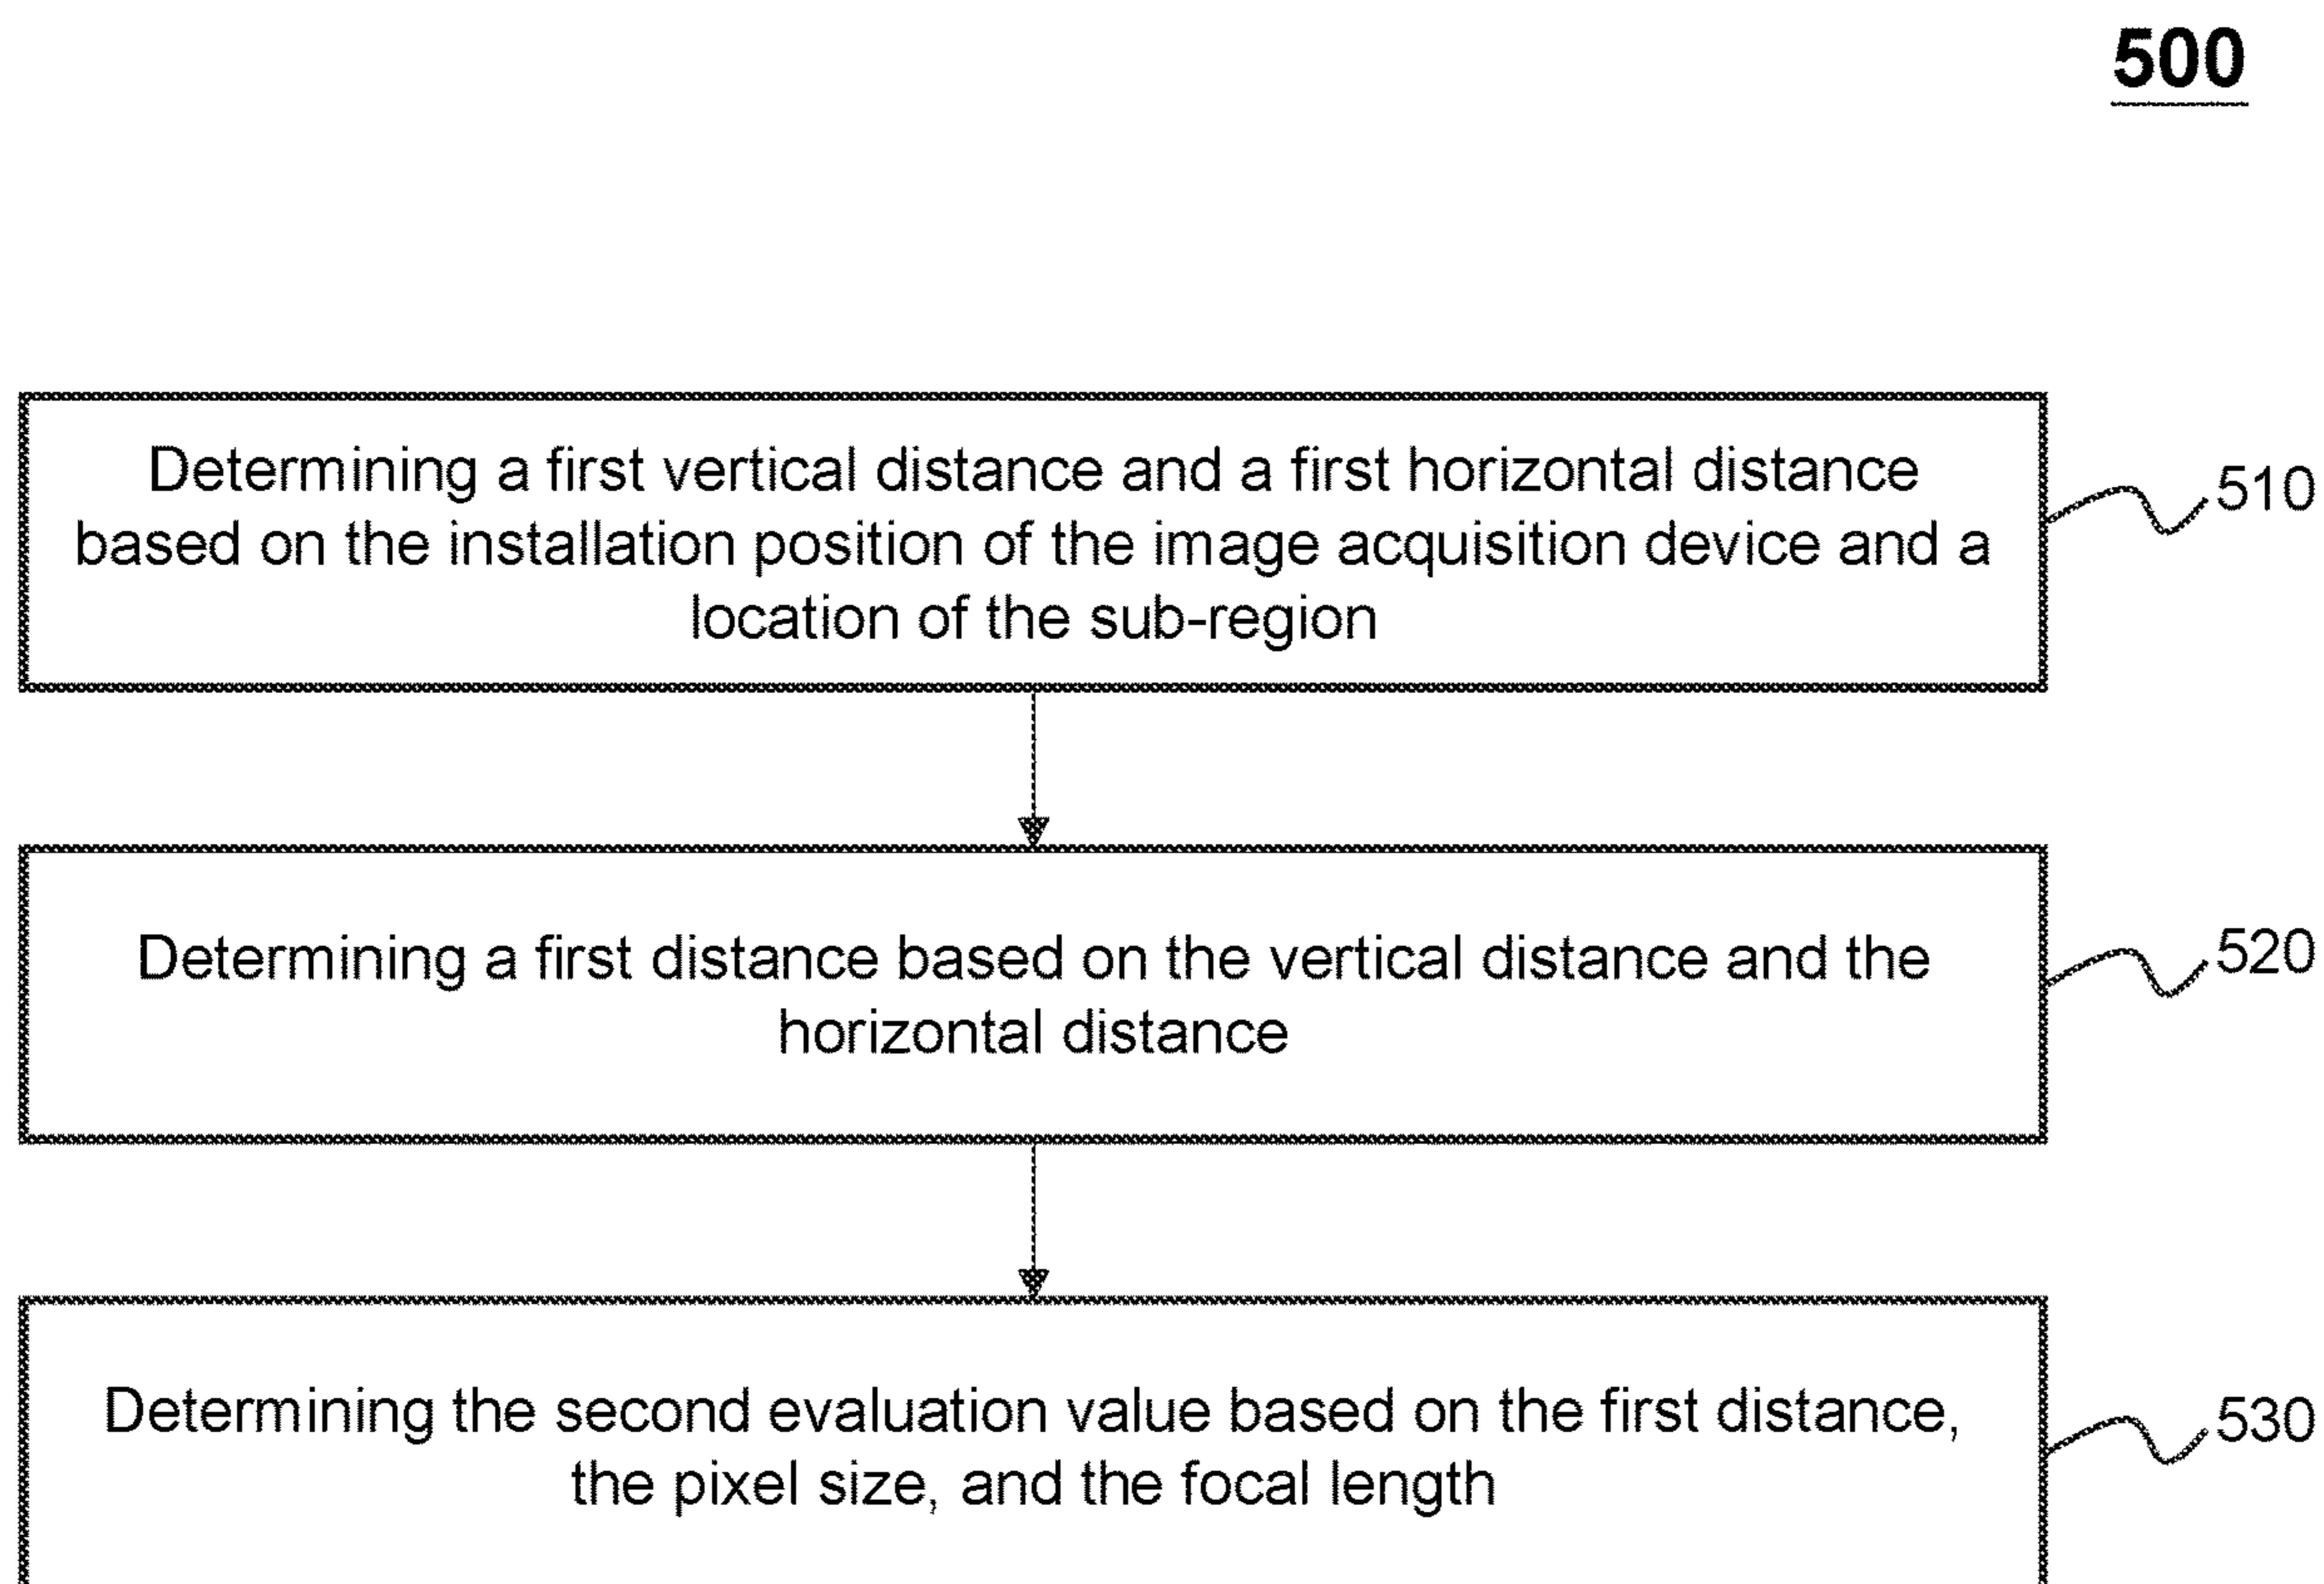 500
Determining a first vertical distance and a first horizontal distance
based on the installation position of the image acquisition device and a
location of the sub-region
510
Determining a first distance based on the vertical distance and the
horizontal distance
520
Determining the second evaluation value based on the first distance,
the pixel size, and the focal length
530